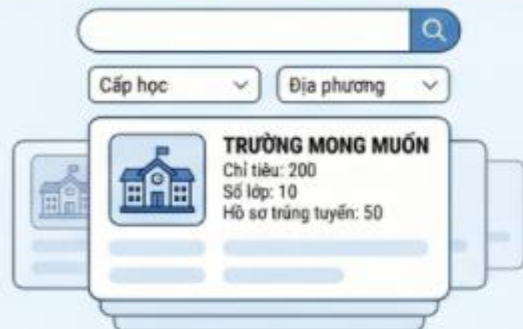 Cấp học
Địa phương
TRƯỜNG MONG MUỐN
Chỉ tiêu: 200
Số lớp: 10
Hồ sơ trúng tuyển: 50